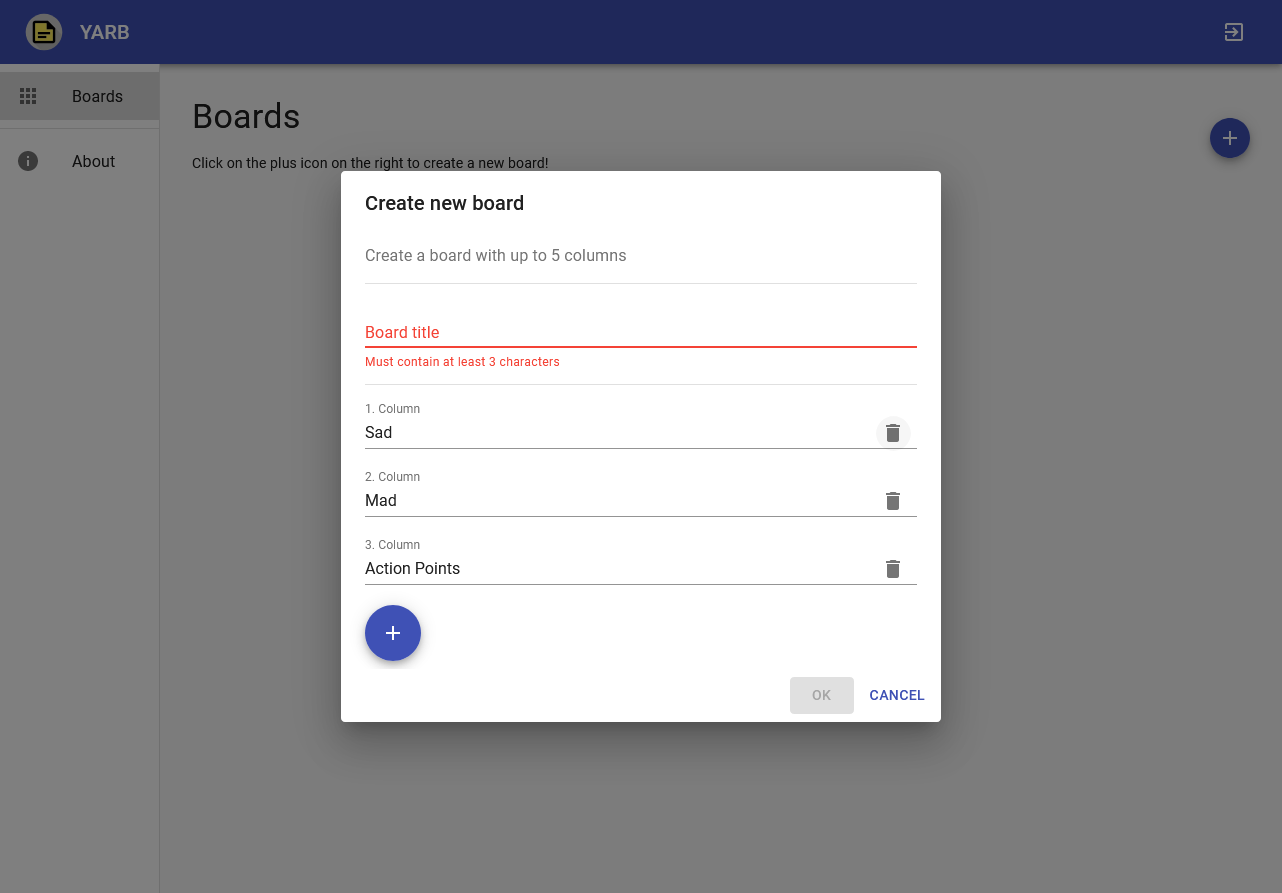 YARB
Boards
About
Boards
Click on the plus icon on the right to create a new board!
Create new board
Create a board with up to 5 columns
Board title
Must contain at least 3 characters
1. Column
Sad
2. Column
Mad
3. Column
Action Points
OK CANCEL